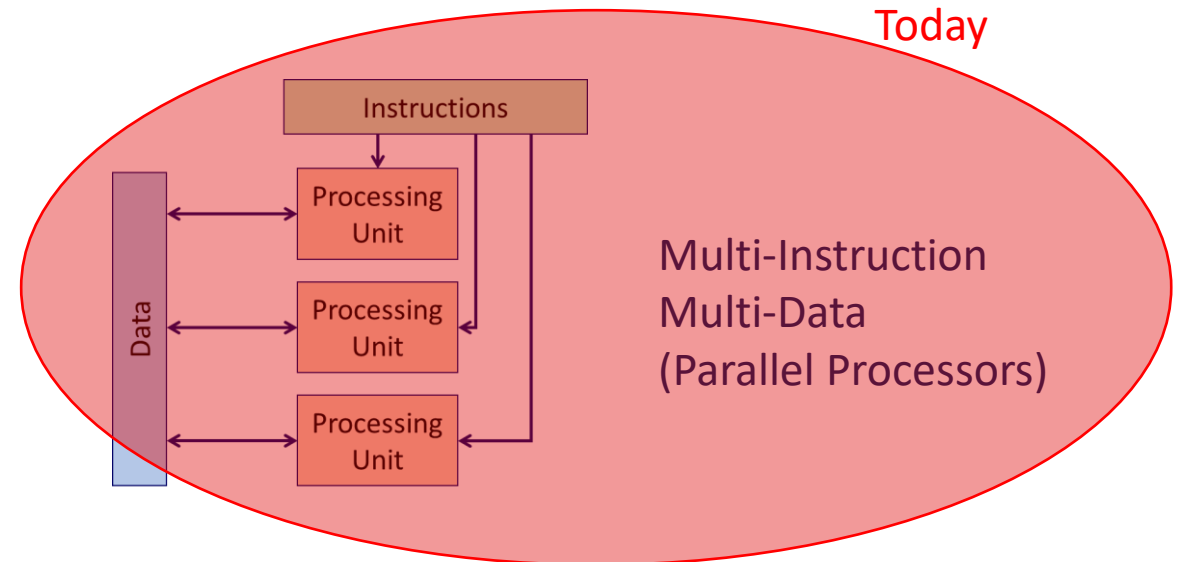 Today
Instructions
Processing
Unit
Processing
Unit
Processing
Unit
Data
Multi-Instruction
Multi-Data
(Parallel Processors)